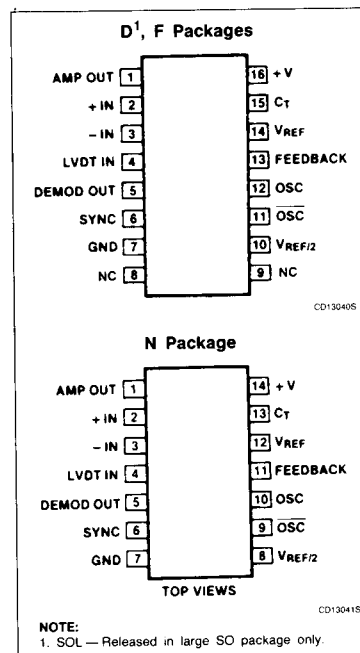 D¹, F Packages
AMP OUT 1 16 +V
+ IN 2 15 CT
− IN 3 14 VREF
LVDT IN 4 13 FEEDBACK
DEMOD OUT 5 12 OSC
SYNC 6 11 O̅S̅C̅
GND 7 10 VREF/2
NC 8 9 NC
CD13040S
N Package
AMP OUT 1 14 +V
+ IN 2 13 CT
− IN 3 12 VREF
LVDT IN 4 11 FEEDBACK
DEMOD OUT 5 10 OSC
SYNC 6 9 O̅S̅C̅
GND 7 8 VREF/2
TOP VIEWS
CD13041S
NOTE:
1. SOL — Released in large SO package only.